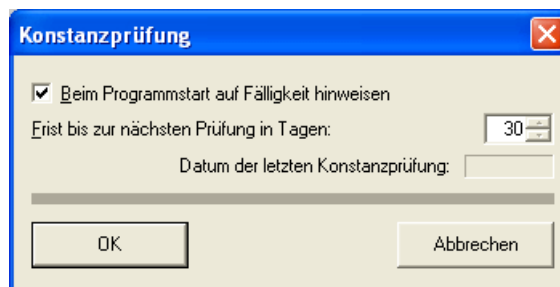 Konstanzprüfung
Beim Programmstart auf Fälligkeit hinweisen
Frist bis zur nächsten Prüfung in Tagen: 30
Datum der letzten Konstanzprüfung:
OK Abbrechen